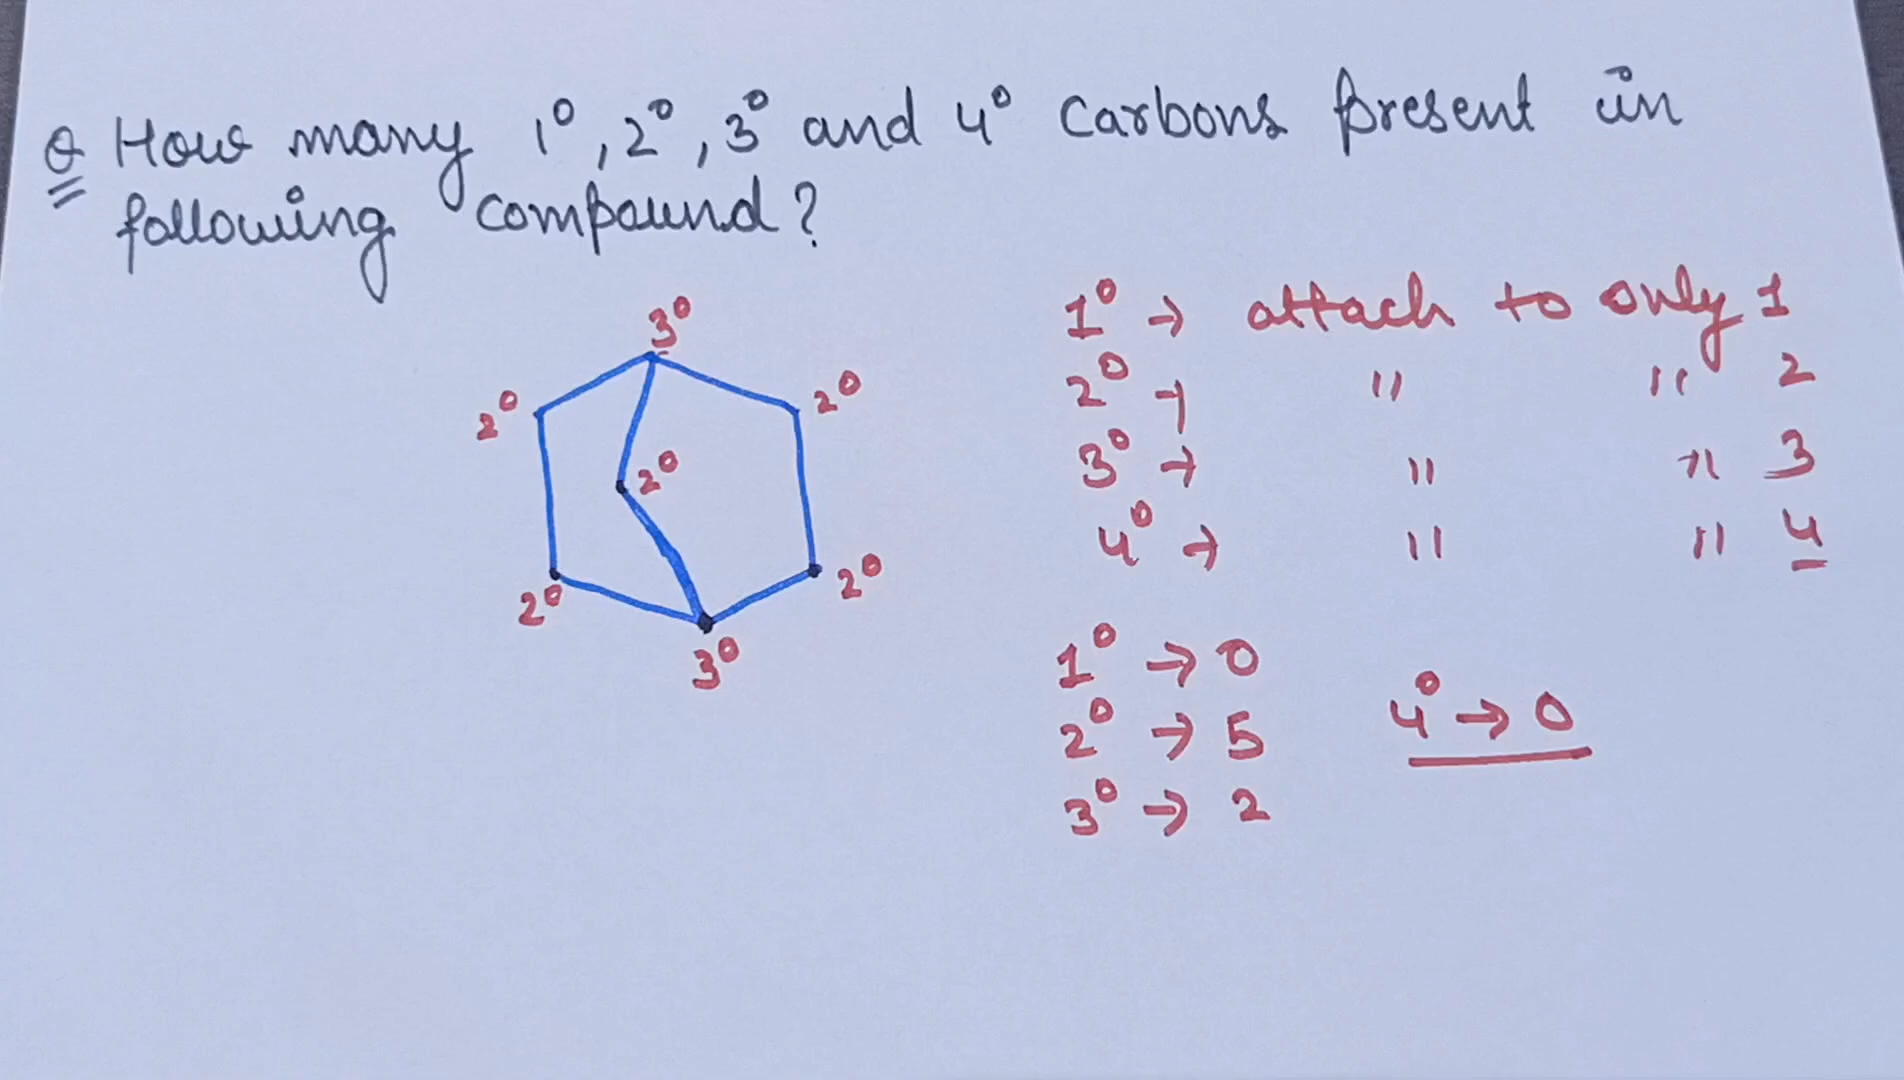 Q How many 1°, 2°, 3° and 4° carbons present in
following compound?
3°
2°
2°
2°
2°
2°
3°
1° → attach to only 1
2° → " " 2
3° → " " 3
4° → " " 4
1° → 0
2° → 5
4° → 0
3° → 2